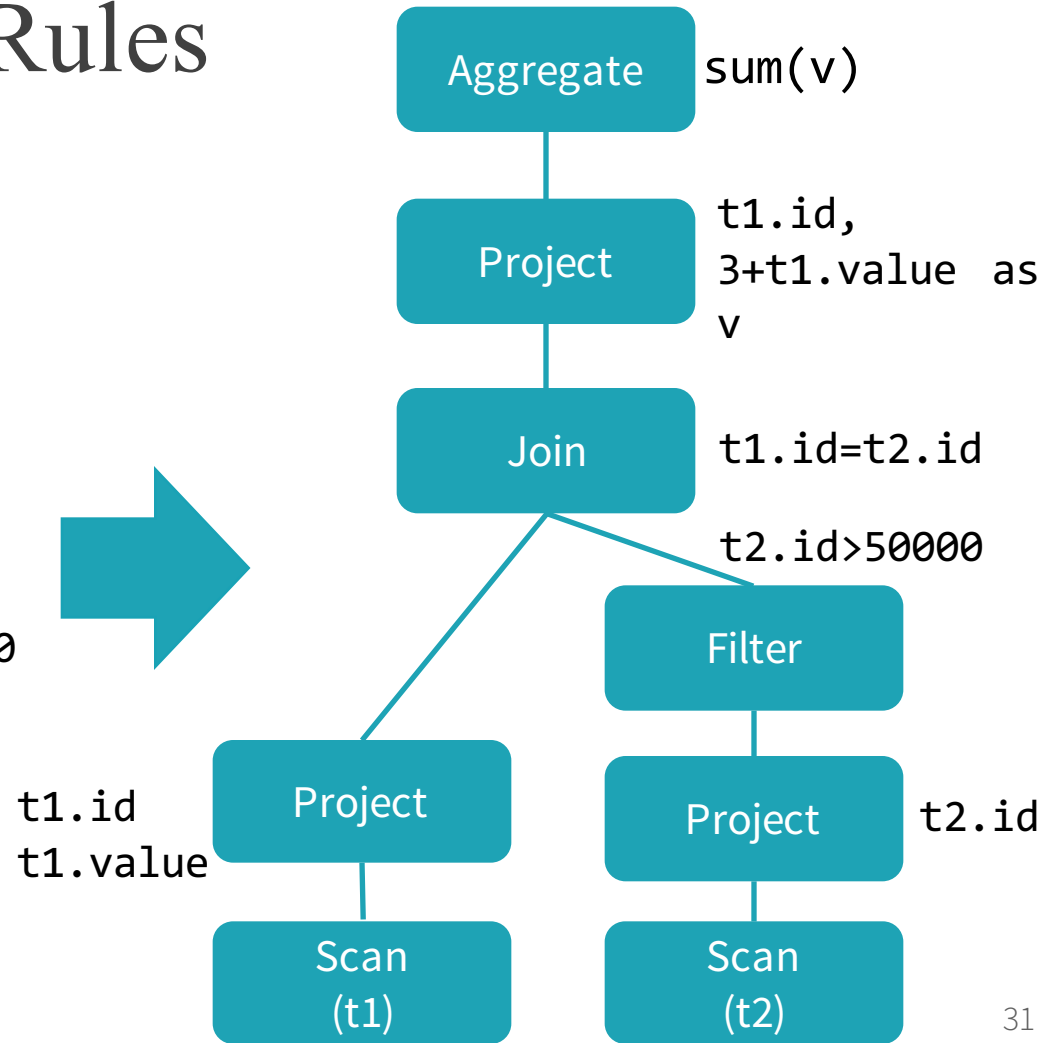 Rules
Aggregate
sum(v)
Project
t1.id,
3+t1.value as
v
Join
t1.id=t2.id
t2.id>50000
Filter
0
t1.id
t1.value
Project
Project
t2.id
Scan
(t1)
Scan
(t2)
31